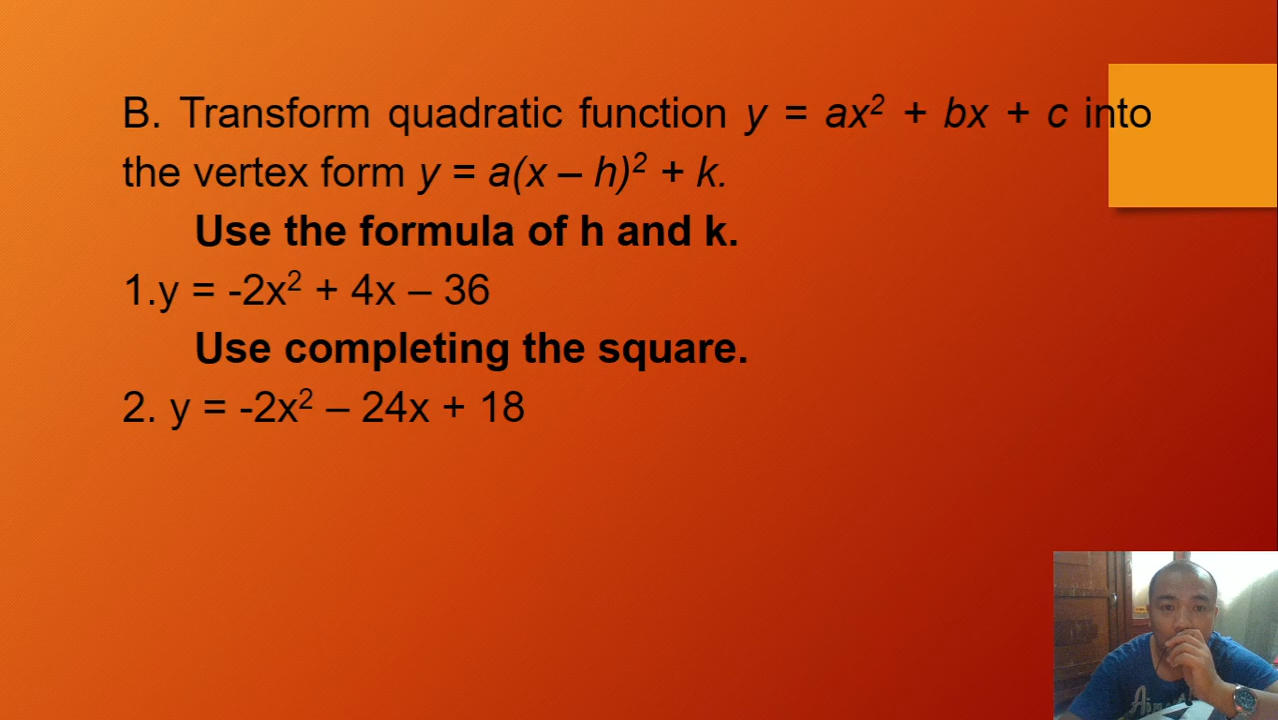 B. Transform quadratic function y = ax² + bx + c into
the vertex form y = a(x – h)² + k.
Use the formula of h and k.
1.y = -2x² + 4x – 36
Use completing the square.
2. y = -2x² – 24x + 18